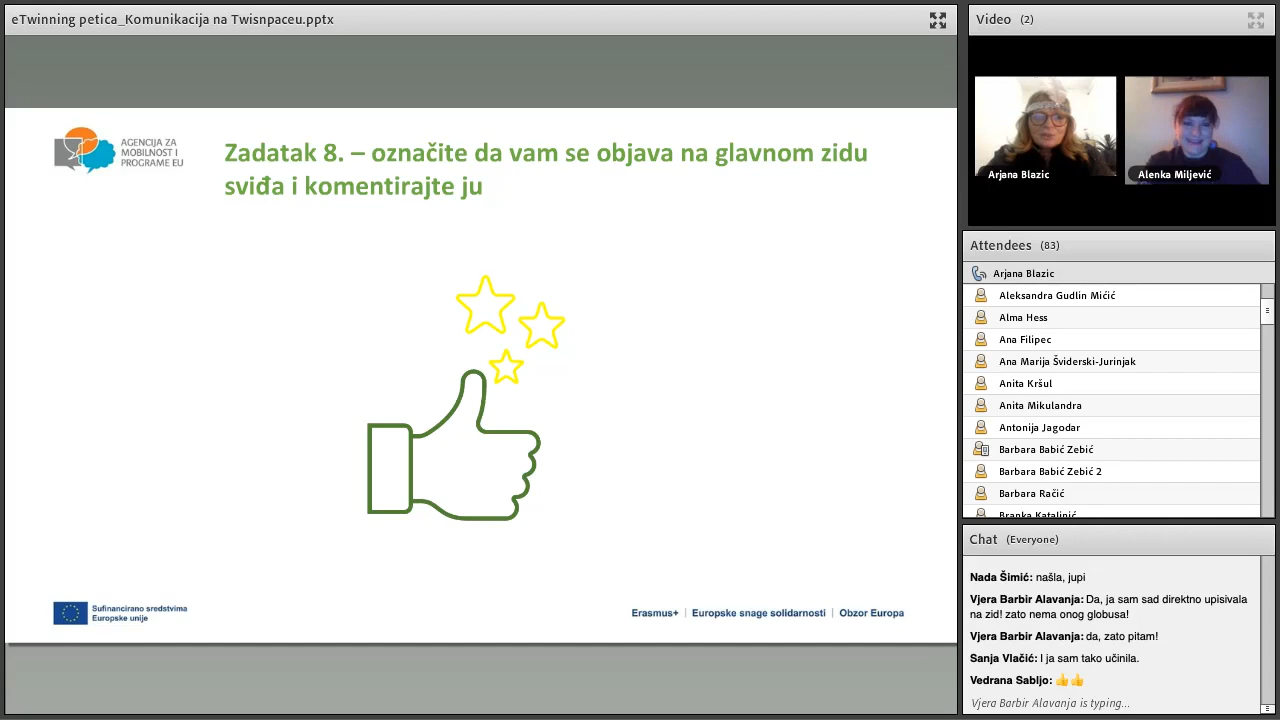 eTwinning petica_Komunikacija na Twisnpaceu.pptx
AGENCIJA ZA
MOBILNOST I
PROGRAME EU
Zadatak 8. – označite da vam se objava na glavnom zidu
sviđa i komentirajte ju
Sufinancirano sredstvima
Europske unije
Erasmus+ | Europske snage solidarnosti | Obzor Europa
Video (2)
Arjana Blazic
Alenka Miljević
Attendees (83)
Arjana Blazic
Aleksandra Gudlin Mićić
Alma Hess
Ana Filipec
Ana Marija Šviderski-Jurinjak
Anita Kršul
Anita Mikulandra
Antonija Jagodar
Barbara Babić Zebić
Barbara Babić Zebić 2
Barbara Račić
Branka Katalinić
Chat (Everyone)
Nada Šimić: našla, jupi
Vjera Barbir Alavanja: Da, ja sam sad direktno upisivala
na zid! zato nema onog globusa!
Vjera Barbir Alavanja: da, zato pitam!
Sanja Vlačić: I ja sam tako učinila.
Vedrana Sabljo: 👍👍
Vjera Barbir Alavanja is typing...